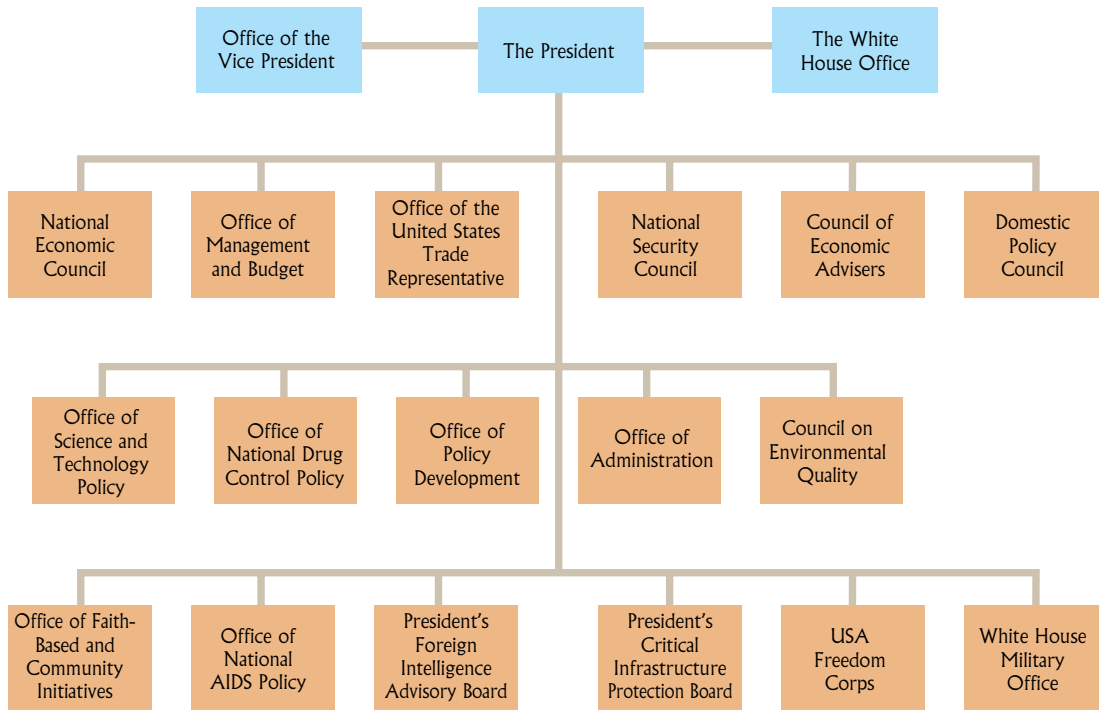 Office of the
Vice President
The President
The White
House Office
National
Economic
Council
Office of
Management
and Budget
Office of the
United States
Trade
Representative
National
Security
Council
Council of
Economic
Advisers
Domestic
Policy
Council
Office of
Science and
Technology
Policy
Office of
National Drug
Control Policy
Office of
Policy
Development
Office of
Administration
Council on
Environmental
Quality
Office of Faith-
Based and
Community
Initiatives
Office of
National
AIDS Policy
President's
Foreign
Intelligence
Advisory Board
President's
Critical
Infrastructure
Protection Board
USA
Freedom
Corps
White House
Military
Office